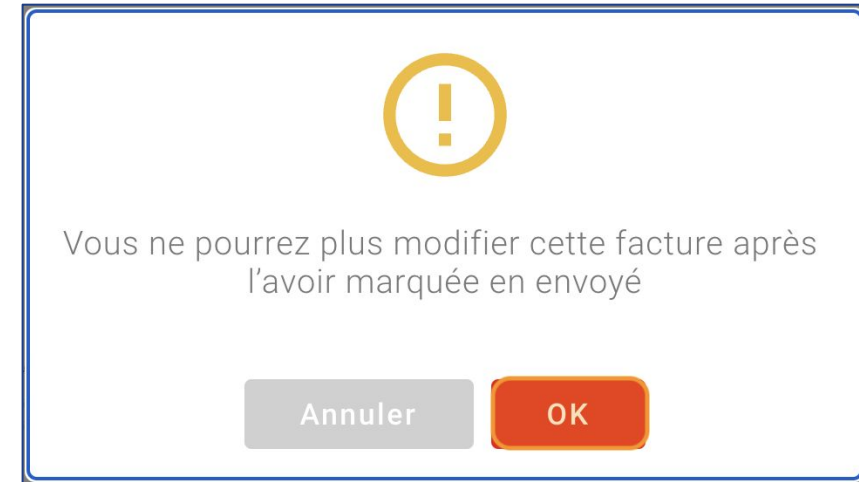 Vous ne pourrez plus modifier cette facture après
l'avoir marquée en envoyé
Annuler
OK